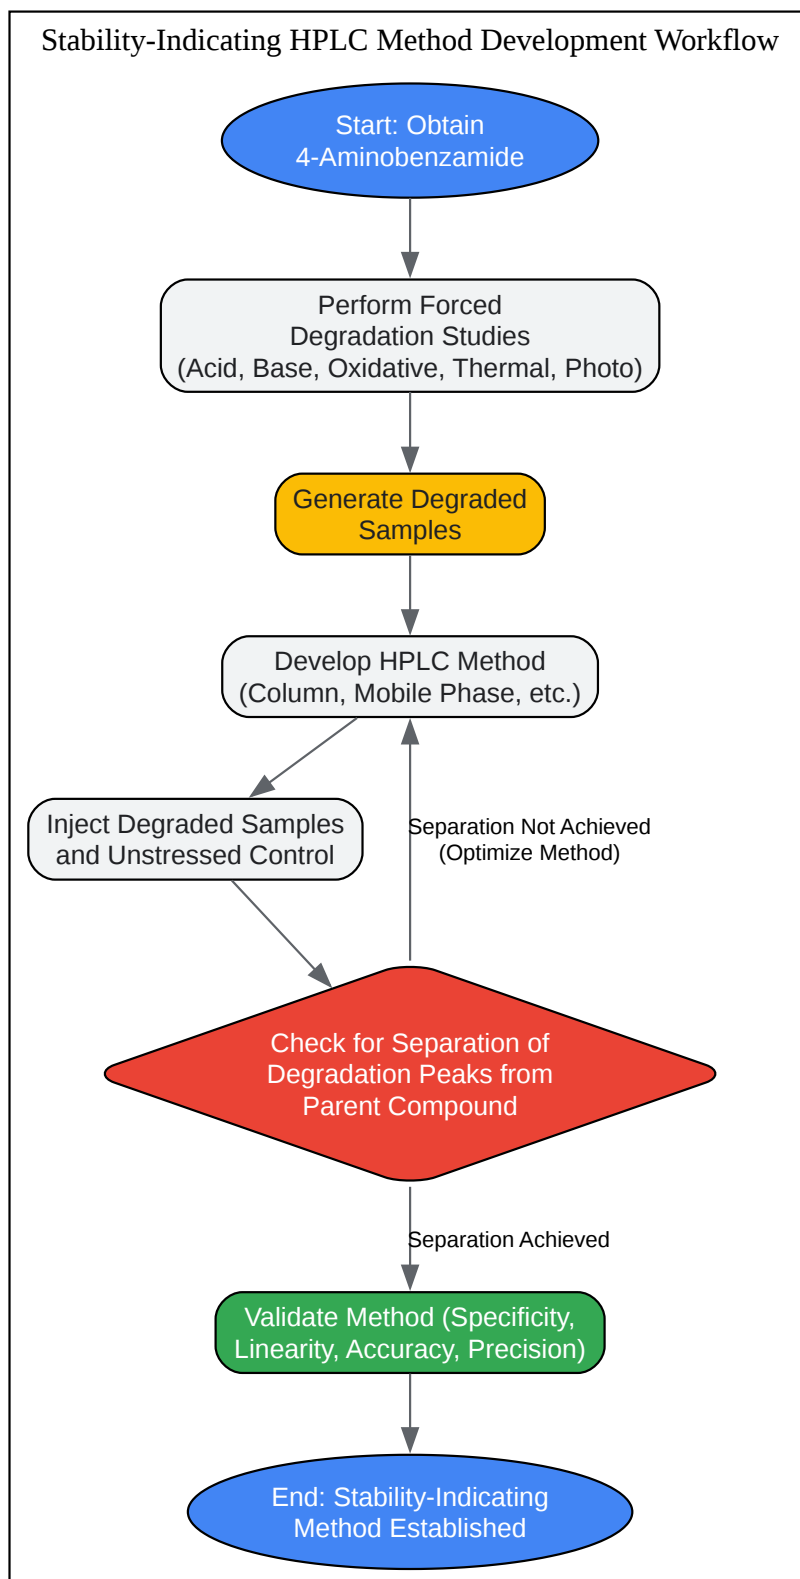 Stability-Indicating HPLC Method Development Workflow
Start: Obtain
4-Aminobenzamide
Perform Forced
Degradation Studies
(Acid, Base, Oxidative, Thermal, Photo)
Generate Degraded
Samples
Develop HPLC Method
(Column, Mobile Phase, etc.)
Inject Degraded Samples
and Unstressed Control
Separation Not Achieved
(Optimize Method)
Check for Separation of
Degradation Peaks from
Parent Compound
Separation Achieved
Validate Method (Specificity,
Linearity, Accuracy, Precision)
End: Stability-Indicating
Method Established